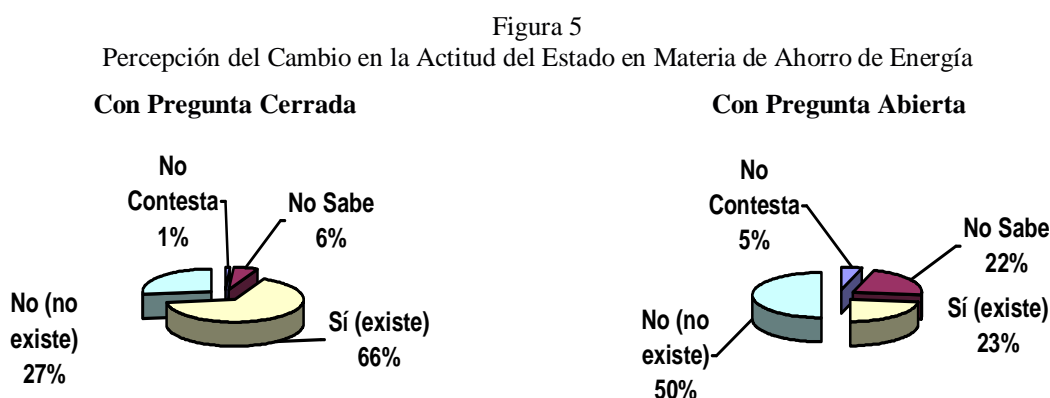 Figura 5
Percepción del Cambio en la Actitud del Estado en Materia de Ahorro de Energía
Con Pregunta Cerrada
No
Contesta
1%
No Sabe
6%
No (no
existe)
27%
Sí (existe)
66%
Con Pregunta Abierta
No
Contesta
5%
No Sabe
22%
No (no
existe)
50%
Sí (existe)
23%